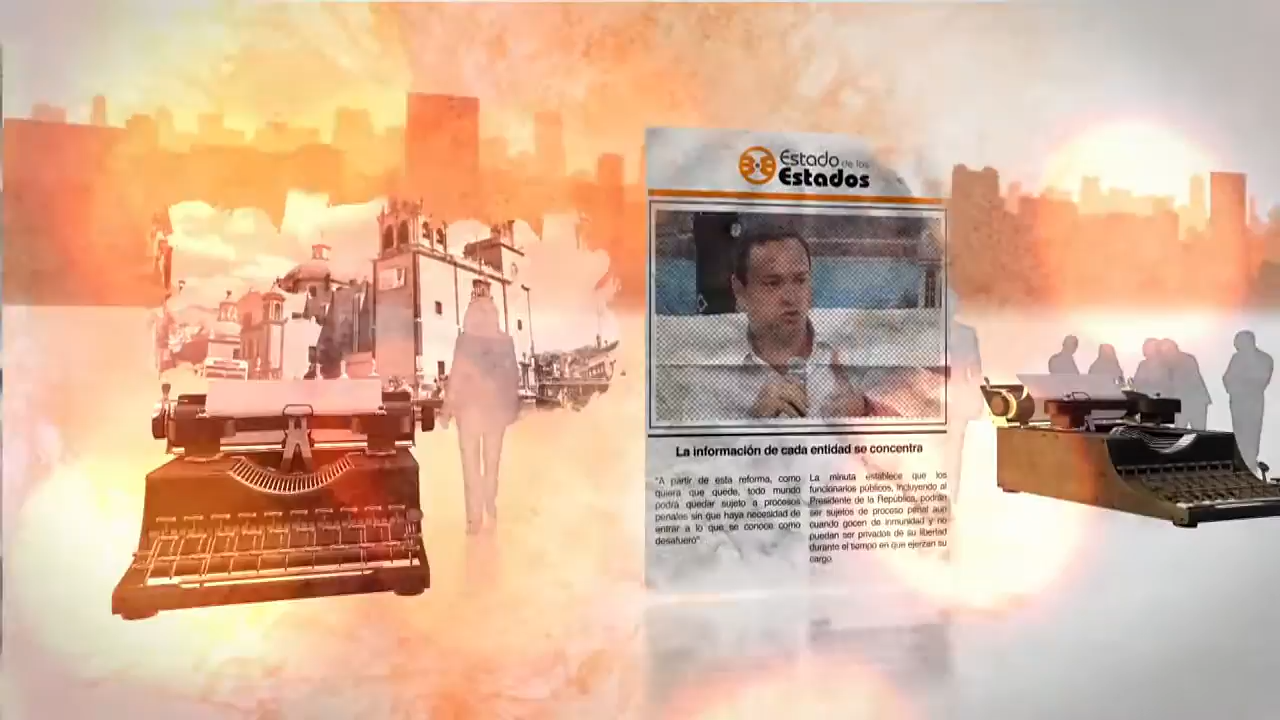 Estado de los
Estados
La información de cada entidad se concentra
"A partir de esta reforma, como
quiera que quede, todo mundo
podrá quedar sujeto a procesos
penales sin que haya necesidad de
entrar a lo que se conoce como
desafuero".
La minuta establece que los
funcionarios públicos, incluyendo al
Presidente de la República, podrán
ser sujetos de proceso penal aun
cuando gocen de inmunidad y no
puedan ser privados de su libertad
durante el tiempo en que ejerzan su
cargo.